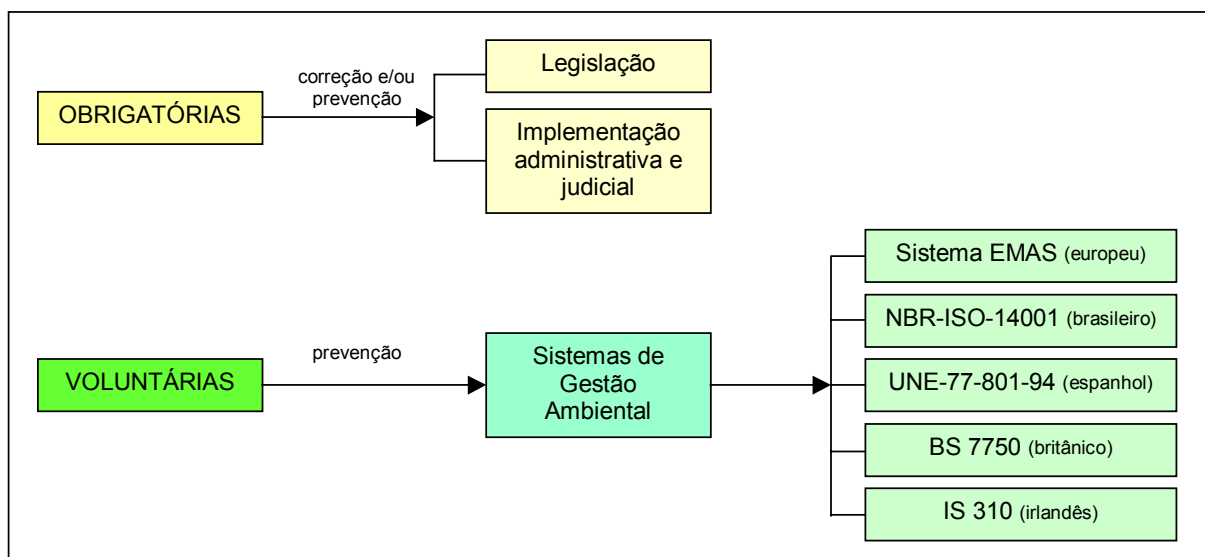 OBRIGATÓRIAS
correção e/ou
prevenção
Legislação
Implementação
administrativa e
judicial
VOLUNTÁRIAS
prevenção
Sistemas de
Gestão
Ambiental
Sistema EMAS (europeu)
NBR-ISO-14001 (brasileiro)
UNE-77-801-94 (espanhol)
BS 7750 (britânico)
IS 310 (irlandês)